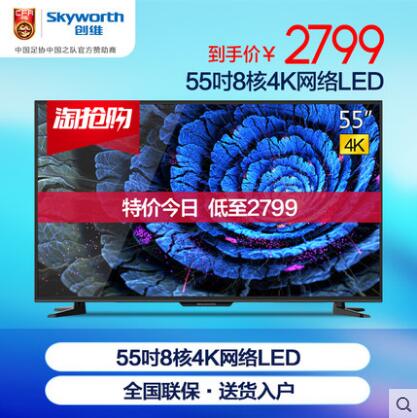 Skyworth
创维
中国足协中国之队官方赞助商
到手价￥2799
55吋8核4K网络LED
淘抢购
55”
4K
特价今日 低至2799
55吋8核4K网络LED
全国联保·送货入户